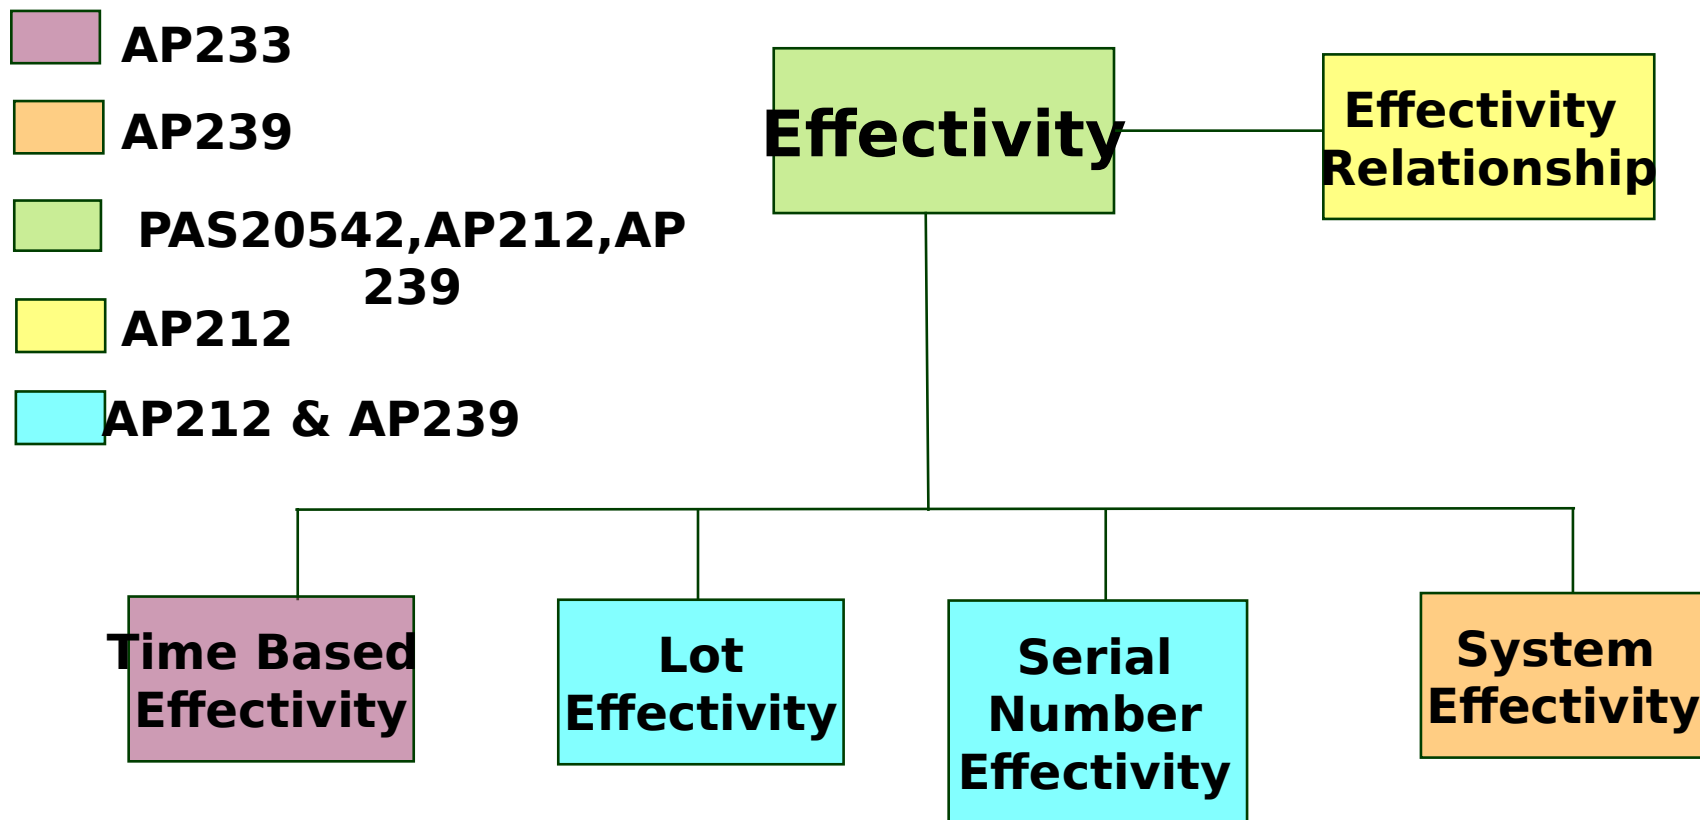 AP233
AP239
PAS20542,AP212,AP
239
AP212
AP212 & AP239
Effectivity
Effectivity
Relationship
Time Based
Effectivity
Lot
Effectivity
Serial
Number
Effectivity
System
Effectivity